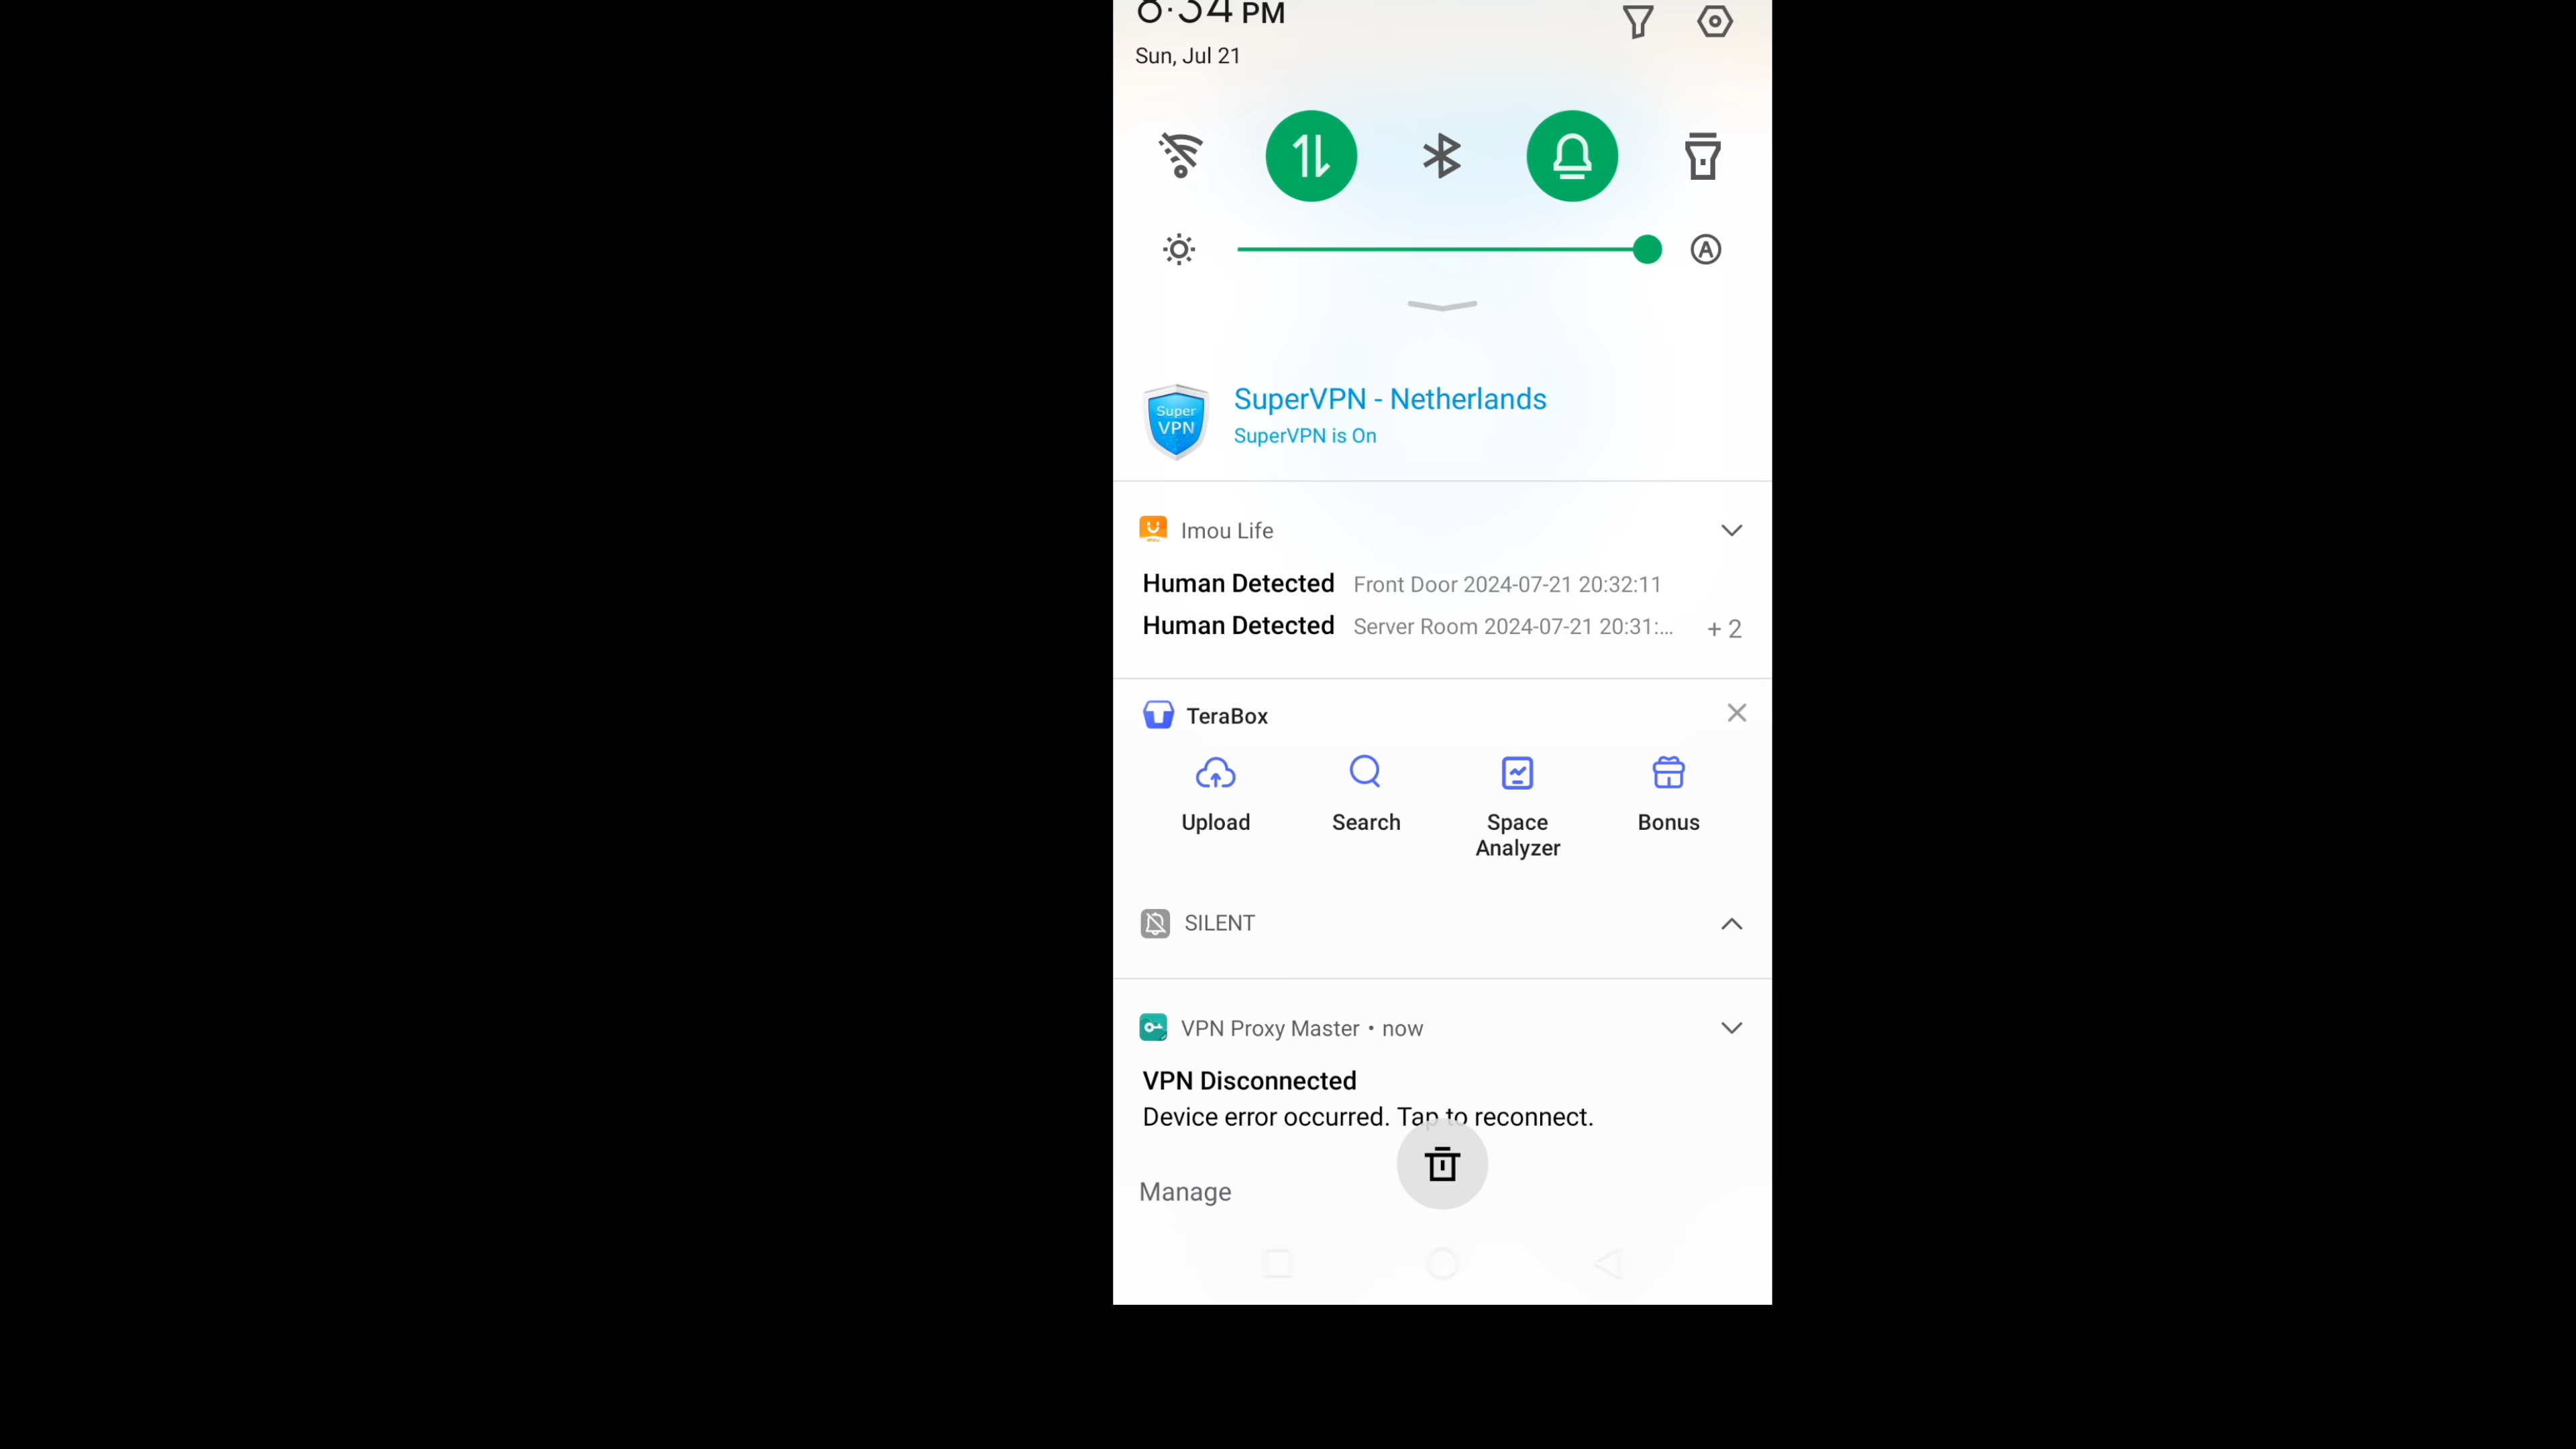 8:34 PM
Sun, Jul 21
A
Super
VPN
SuperVPN - Netherlands
SuperVPN is On
Imou Life
Human Detected Front Door 2024-07-21 20:32:11
Human Detected Server Room 2024-07-21 20:31:... + 2
TeraBox
Upload Search Space Analyzer Bonus
SILENT
VPN Proxy Master • now
VPN Disconnected
Device error occurred. Tap to reconnect.
Manage